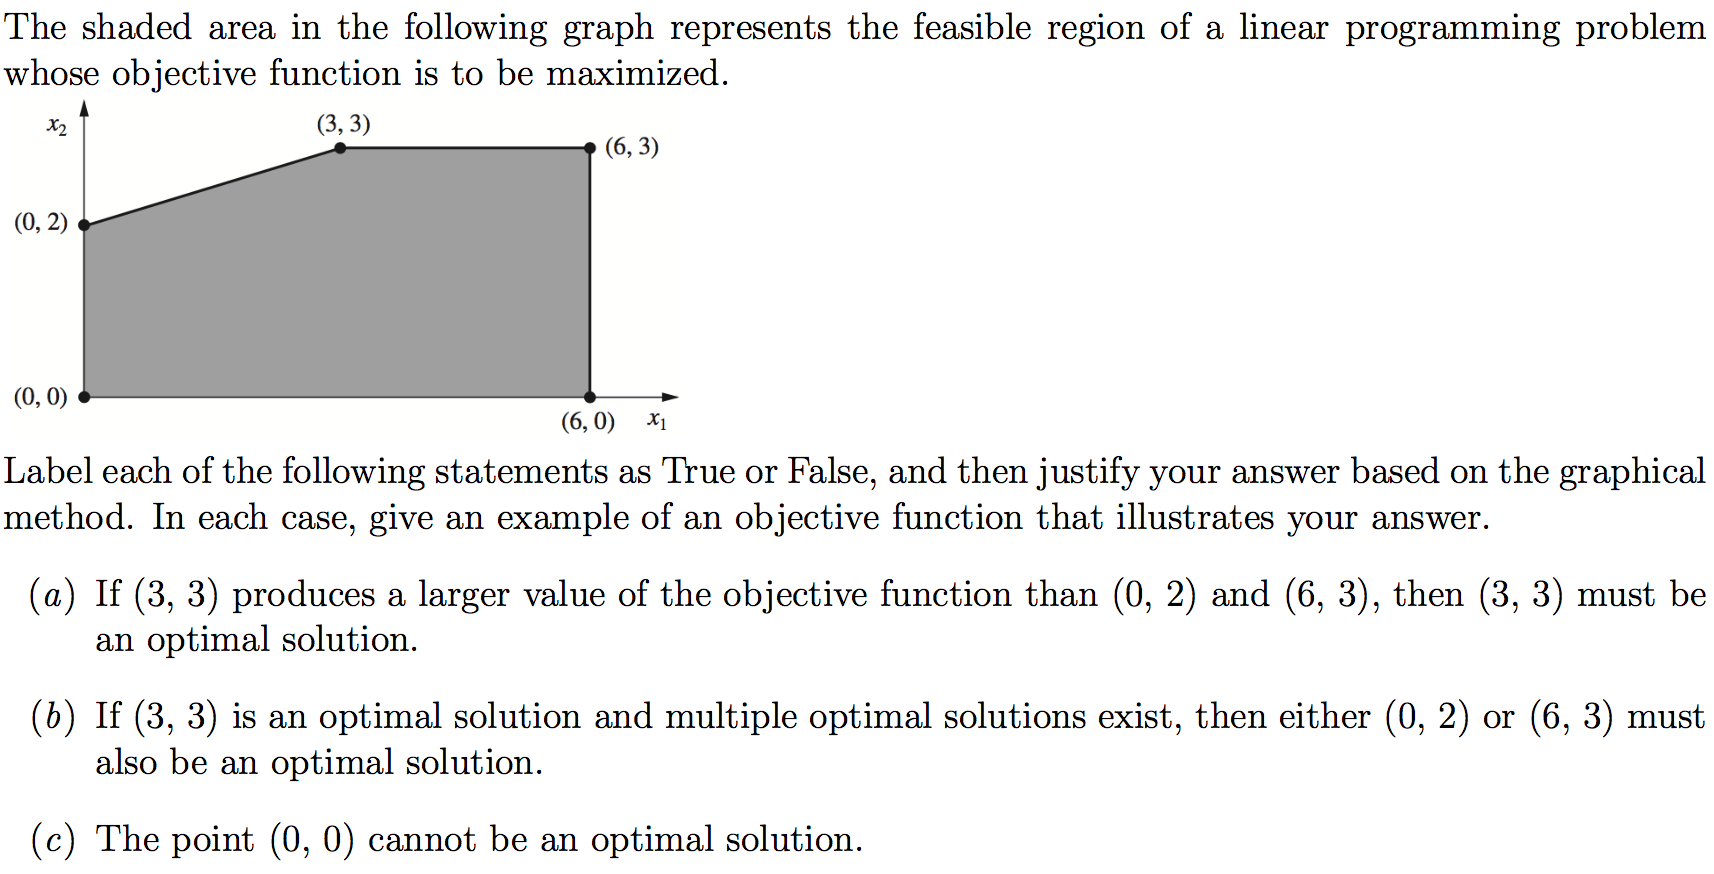 The shaded area in the following graph represents the feasible region of a linear programming problem
whose objective function is to be maximized.
x₂
(3, 3)
(6, 3)
(0, 2)
(0, 0)
(6, 0)
x₁
Label each of the following statements as True or False, and then justify your answer based on the graphical
method. In each case, give an example of an objective function that illustrates your answer.
(a) If (3, 3) produces a larger value of the objective function than (0, 2) and (6, 3), then (3, 3) must be
an optimal solution.
(b) If (3, 3) is an optimal solution and multiple optimal solutions exist, then either (0, 2) or (6, 3) must
also be an optimal solution.
(c) The point (0, 0) cannot be an optimal solution.